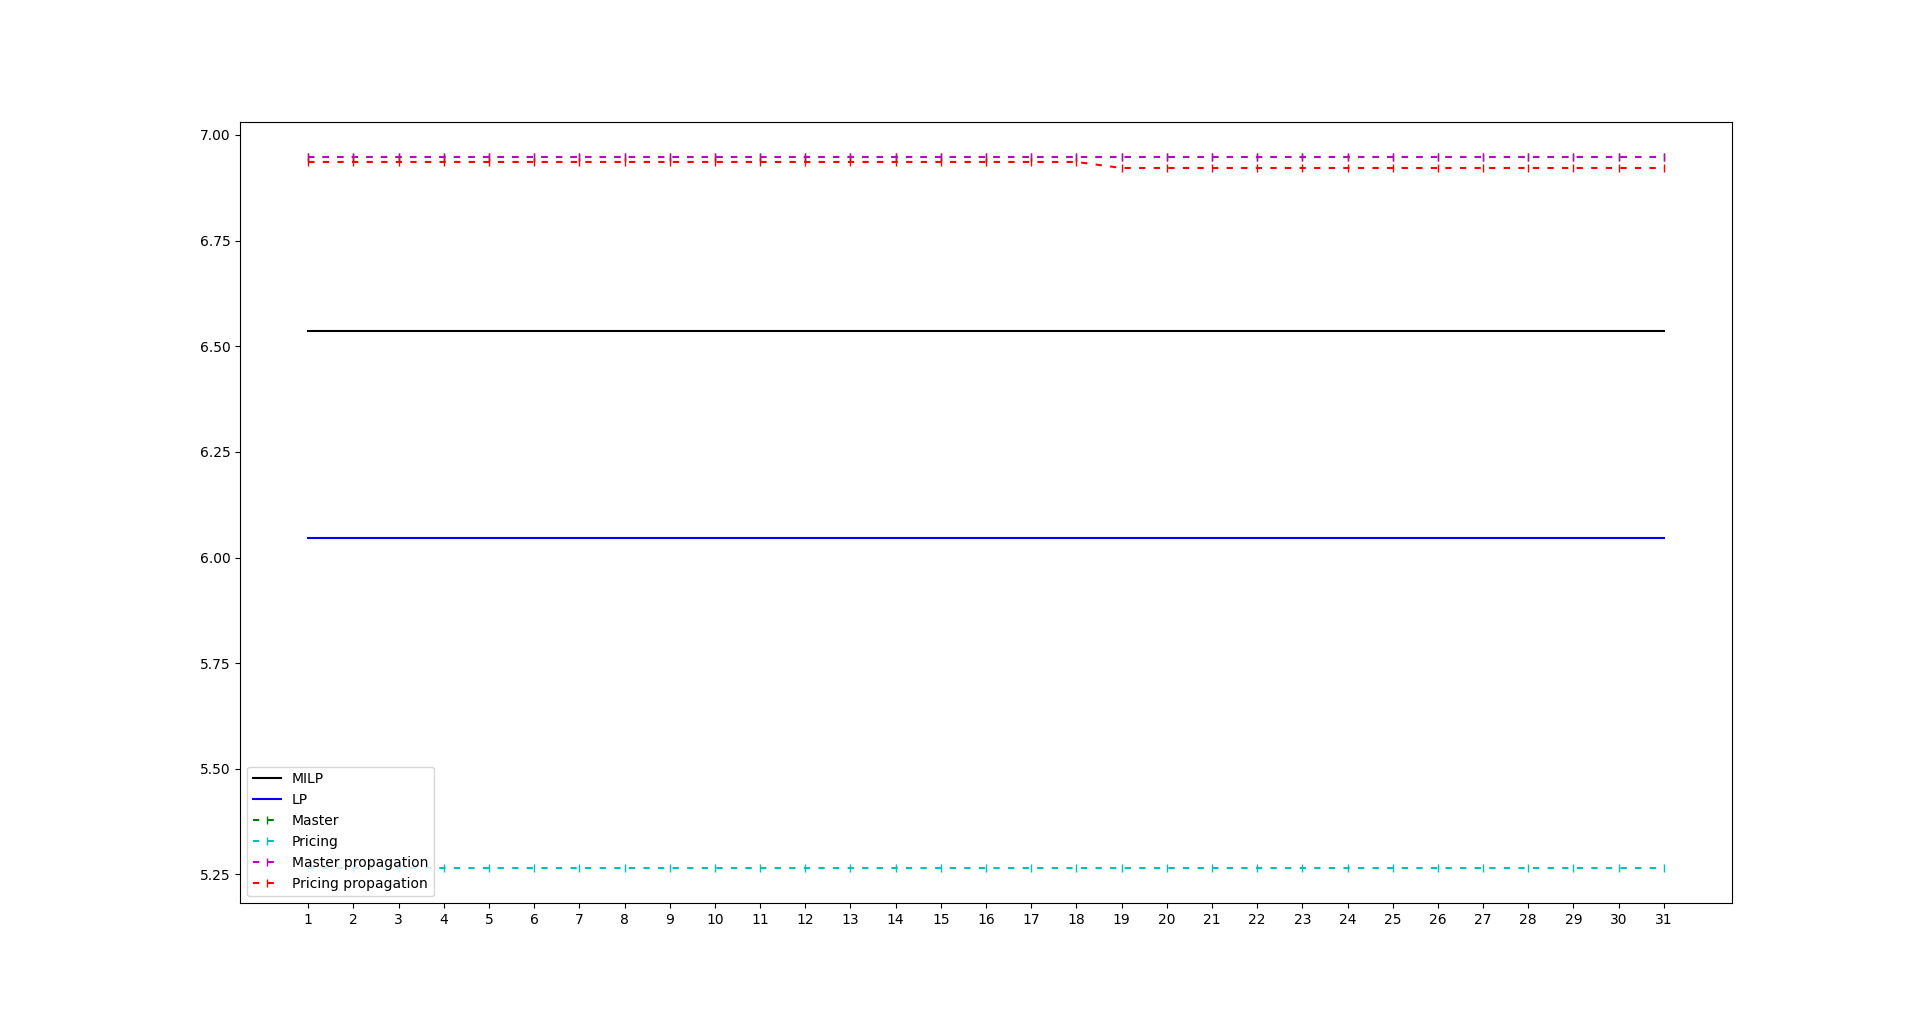 7.00
6.75
6.50
6.25
6.00
5.75
5.50
5.25
MILP
LP
Master
Pricing
Master propagation
Pricing propagation
1 2 3 4 5 6 7 8 9 10 11 12 13 14 15 16 17 18 19 20 21 22 23 24 25 26 27 28 29 30 31